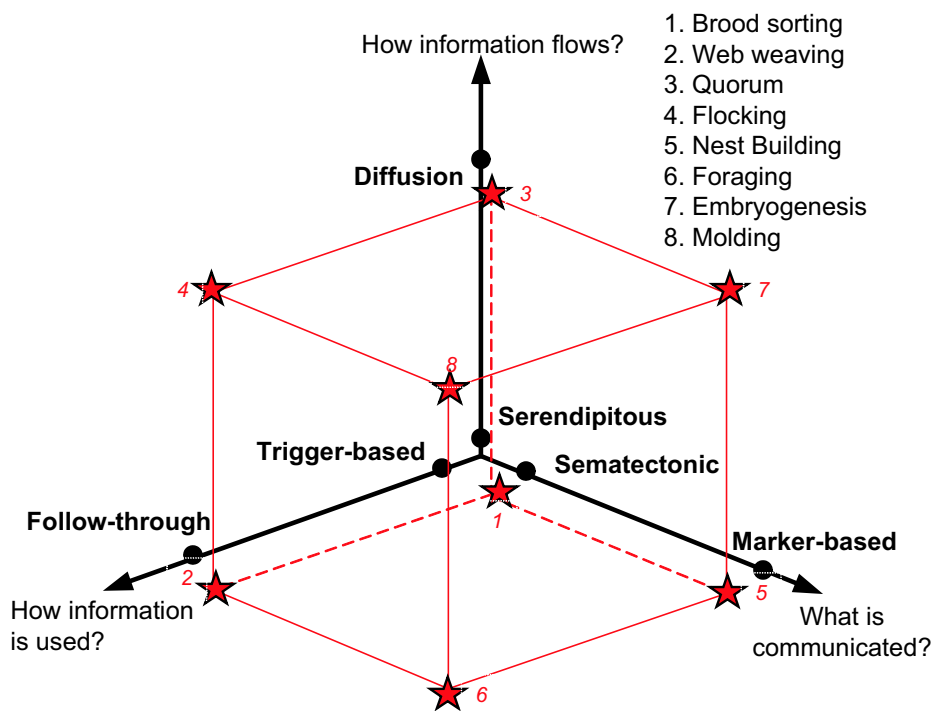 How information flows?
1. Brood sorting
2. Web weaving
3. Quorum
4. Flocking
5. Nest Building
6. Foraging
7. Embryogenesis
8. Molding
Diffusion
3
4
7
8
Serendipitous
Trigger-based
Sematectonic
1
Follow-through
Marker-based
2
5
How information
is used?
What is
communicated?
6